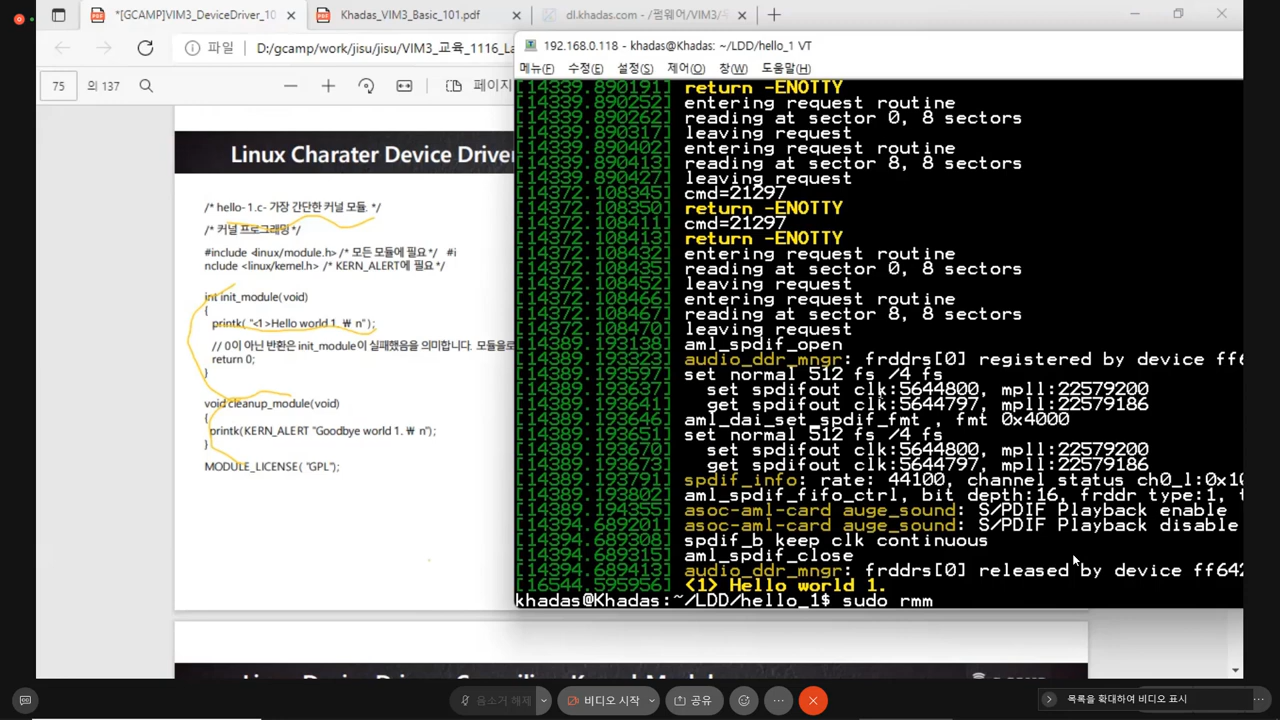 *[GCAMP]VIM3_DeviceDriver_10
Khadas_VIM3_Basic_101.pdf
dl.khadas.com - /펌웨어/VIM3/우
파일
D:/gcamp/work/jisu/jisu/VIM3_교육_1116_La
75 의 137
페이지
Linux Charater Device Driver
/* hello- 1.c- 가장 간단한 커널 모듈. */
/* 커널 프로그래밍 */
#include <linux/module.h> /* 모든 모듈에 필요 */ #i
nclude <linux/kernel.h> /* KERN_ALERT에 필요 */
int init_module(void)
{
printk( "<1>Hello world 1. ₩ n");
// 0이 아닌 반환은 init_module이 실패했음을 의미합니다. 모듈을로
return 0;
}
void cleanup_module(void)
{
printk(KERN_ALERT "Goodbye world 1. ₩ n");
}
MODULE_LICENSE( "GPL");
192.168.0.118 - khadas@Khadas: ~/LDD/hello_1 VT
메뉴(F) 수정(E) 설정(S) 제어(O) 창(W) 도움말(H)
[14339.890191] return -ENOTTY
[14339.890252] entering request routine
[14339.890262] reading at sector 0, 8 sectors
[14339.890317] leaving request
[14339.890402] entering request routine
[14339.890413] reading at sector 8, 8 sectors
[14339.890427] leaving request
[14372.108345] cmd=21297
[14372.108350] return -ENOTTY
[14372.108411] cmd=21297
[14372.108413] return -ENOTTY
[14372.108432] entering request routine
[14372.108435] reading at sector 0, 8 sectors
[14372.108452] leaving request
[14372.108466] entering request routine
[14372.108467] reading at sector 8, 8 sectors
[14372.108470] leaving request
[14389.193138] aml_spdif_open
[14389.193323] audio_ddr_mngr: frddrs[0] registered by device ff6
[14389.193597] set normal 512 fs /4 fs
[14389.193637] set spdifout clk:5644800, mpll:22579200
[14389.193641] get spdifout clk:5644797, mpll:22579186
[14389.193646] aml_dai_set_spdif_fmt , fmt 0x4000
[14389.193651] set normal 512 fs /4 fs
[14389.193670] set spdifout clk:5644800, mpll:22579200
[14389.193673] get spdifout clk:5644797, mpll:22579186
[14389.193791] spdif_info: rate: 44100, channel status ch0_l:0x10
[14389.193802] aml_spdif_fifo_ctrl, bit depth:16, frddr type:1, t
[14389.194355] asoc-aml-card auge_sound: S/PDIF Playback enable
[14394.689201] asoc-aml-card auge_sound: S/PDIF Playback disable
[14394.689308] spdif_b keep clk continuous
[14394.689315] aml_spdif_close
[14394.689342] audio_ddr_mngr: frddrs[0] released by device ff642
[16544.595956] <1> Hello world 1.
khadas@Khadas:~/LDD/hello_1$ sudo rmm
음소거 해제
비디오 시작
공유
목록을 확대하여 비디오 표시